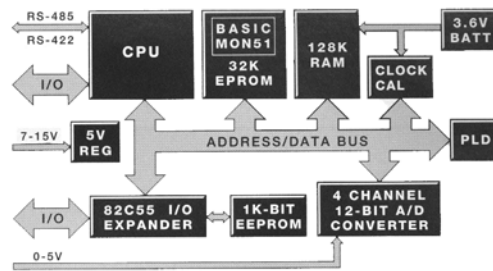 RS-485
RS-422
CPU
I/O
BASIC
MON51
32K
EPROM
128K
RAM
3.6V
BATT
CLOCK
CAL
7-15V
5V
REG
ADDRESS/DATA BUS
PLD
I/O
82C55 I/O
EXPANDER
1K-BIT
EEPROM
4 CHANNEL
12-BIT A/D
CONVERTER
0-5V